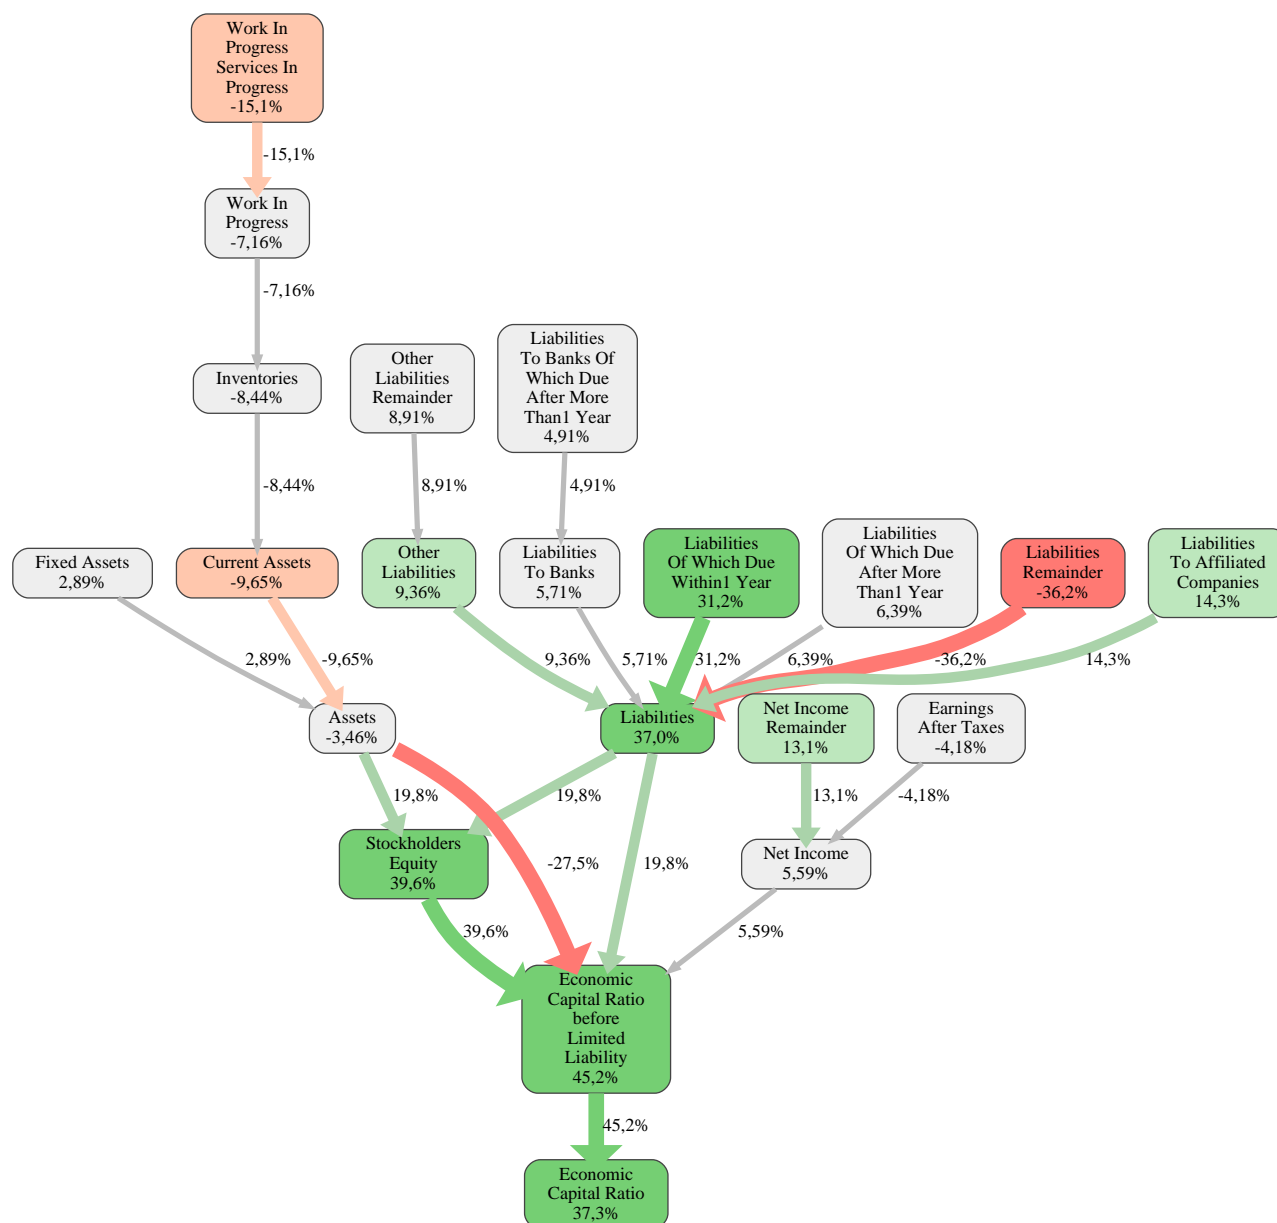 Work In
Progress
Services In
Progress
-15,1%
-15,1%
Work In
Progress
-7,16%
-7,16%
Inventories
-8,44%
Other
Liabilities
Remainder
8,91%
Liabilities
To Banks Of
Which Due
After More
Than1 Year
4,91%
-8,44%
8,91%
4,91%
Fixed Assets
2,89%
Current Assets
-9,65%
Other
Liabilities
9,36%
Liabilities
To Banks
5,71%
Liabilities
Of Which Due
Within1 Year
31,2%
Liabilities
Of Which Due
After More
Than1 Year
6,39%
Liabilities
Remainder
-36,2%
Liabilities
To Affiliated
Companies
14,3%
2,89%
-9,65%
9,36%
5,71%
31,2%
6,39%
-36,2%
14,3%
Assets
-3,46%
Liabilities
37,0%
Net Income
Remainder
13,1%
Earnings
After Taxes
-4,18%
19,8%
19,8%
13,1%
-4,18%
Stockholders
Equity
39,6%
-27,5%
19,8%
Net Income
5,59%
39,6%
5,59%
Economic
Capital Ratio
before
Limited
Liability
45,2%
45,2%
Economic
Capital Ratio
37,3%